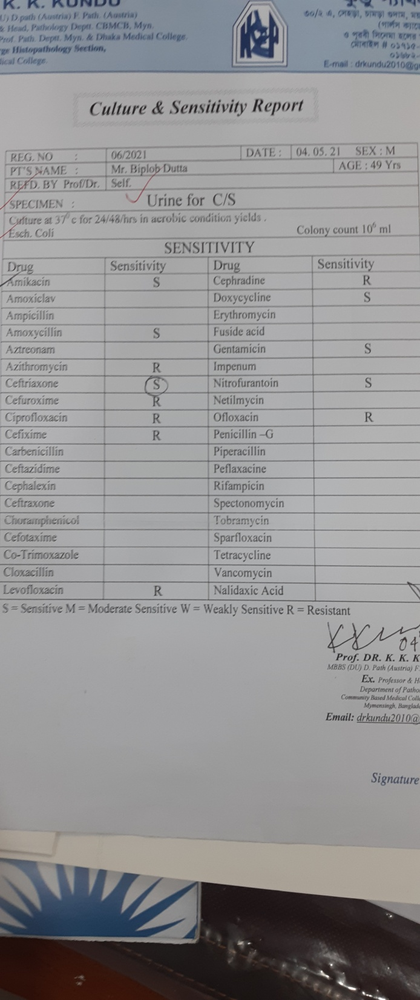 K. K. KUNDU
U) D.path (Austria) F. Path. (Austria)
& Head, Pathology Deptt. CBMCB, Myn.
Prof. Path. Deptt. Myn. & Dhaka Medical College.
ge Histopathology Section,
ical College.
E-mail : drkundu2010@g
Culture & Sensitivity Report
REG. NO : 06/2021 DATE : 04. 05. 21 SEX : M
PT'S NAME : Mr. Biplob Dutta AGE : 49 Yrs
REFD. BY Prof/Dr. Self.
SPECIMEN : Urine for C/S
Culture at 37°c for 24/48/hrs in aerobic condition yields .
Esch. Coli Colony count 10⁶ ml
SENSITIVITY
Drug Sensitivity Drug Sensitivity
Amikacin S Cephradine R
Amoxiclav Doxycycline S
Ampicillin Erythromycin
Amoxycillin S Fuside acid
Aztreonam Gentamicin S
Azithromycin R Impenum
Ceftriaxone S Nitrofurantoin S
Cefuroxime R Netilmycin
Ciprofloxacin R Ofloxacin R
Cefixime R Penicillin –G
Carbenicillin Piperacillin
Ceftazidime Peflaxacine
Cephalexin Rifampicin
Ceftraxone Spectonomycin
Choramphenicol Tobramycin
Cefotaxime Sparfloxacin
Co-Trimoxazole Tetracycline
Cloxacillin Vancomycin
Levofloxacin R Nalidaxic Acid
S = Sensitive M = Moderate Sensitive W = Weakly Sensitive R = Resistant
04
Prof. DR. K. K. K
MBBS (DU) D. Path (Austria) F.
Ex. Professor & H
Department of Patho
Community Based Medical Coll
Mymensingh, Banglad
Email: drkundu2010@
Signature